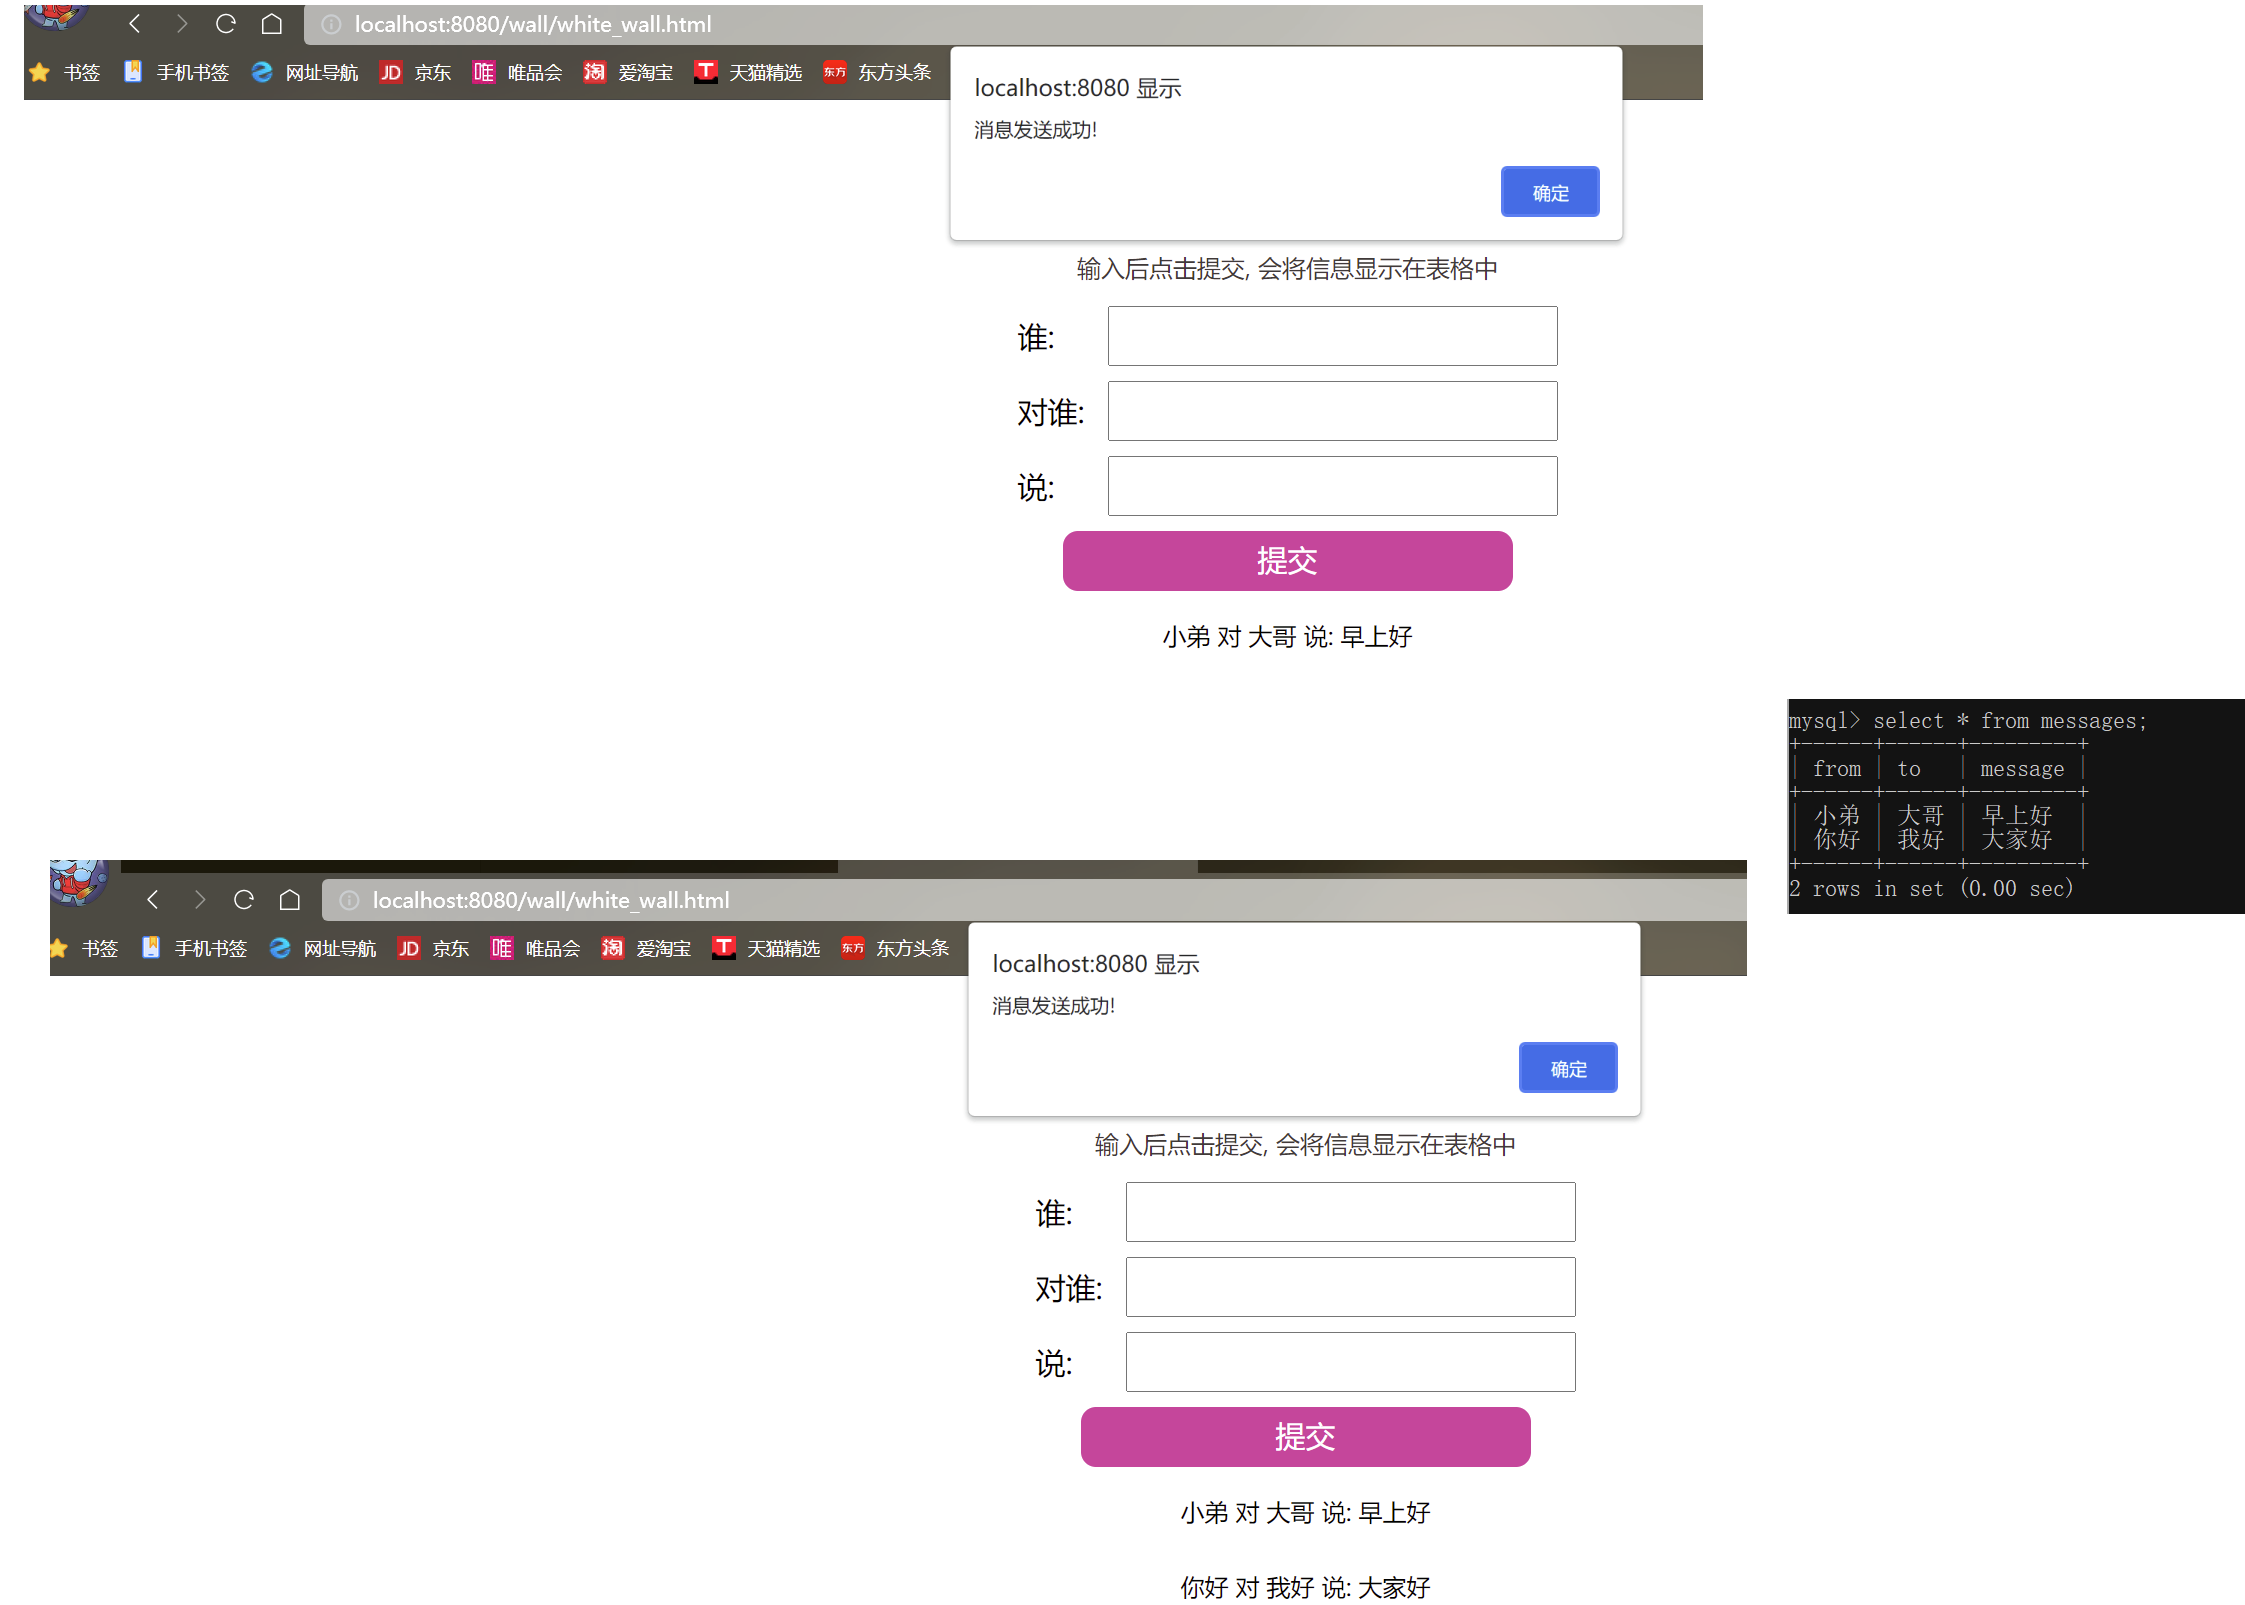 localhost:8080/wall/white_wall.html
书签 手机书签 网址导航 JD 京东 唯 唯品会 淘 爱淘宝 T 天猫精选 东方 东方头条
localhost:8080 显示
消息发送成功!
确定
输入后点击提交, 会将信息显示在表格中
谁:
对谁:
说:
提交
小弟 对 大哥 说: 早上好
mysql> select * from messages;
+------+------+---------+
| from | to   | message |
+------+------+---------+
| 小弟 | 大哥 | 早上好  |
| 你好 | 我好 | 大家好  |
+------+------+---------+
2 rows in set (0.00 sec)
localhost:8080/wall/white_wall.html
书签 手机书签 网址导航 JD 京东 唯 唯品会 淘 爱淘宝 T 天猫精选 东方 东方头条
localhost:8080 显示
消息发送成功!
确定
输入后点击提交, 会将信息显示在表格中
谁:
对谁:
说:
提交
小弟 对 大哥 说: 早上好
你好 对 我好 说: 大家好